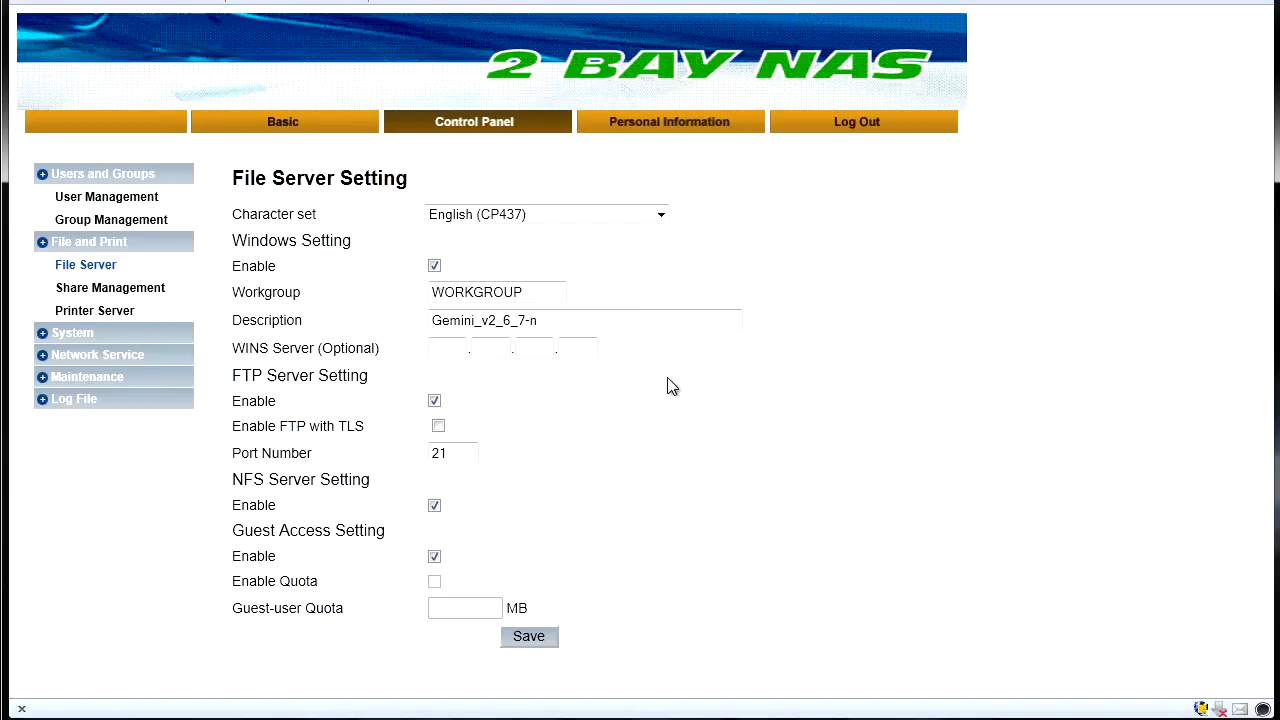 2 BAY NAS
Basic
Control Panel
Personal Information
Log Out
Users and Groups
User Management
Group Management
File and Print
File Server
Share Management
Printer Server
System
Network Service
Maintenance
Log File
File Server Setting
Character set English (CP437)
Windows Setting
Enable
Workgroup WORKGROUP
Description Gemini_v2_6_7-n
WINS Server (Optional) . . .
FTP Server Setting
Enable
Enable FTP with TLS
Port Number 21
NFS Server Setting
Enable
Guest Access Setting
Enable
Enable Quota
Guest-user Quota MB
Save